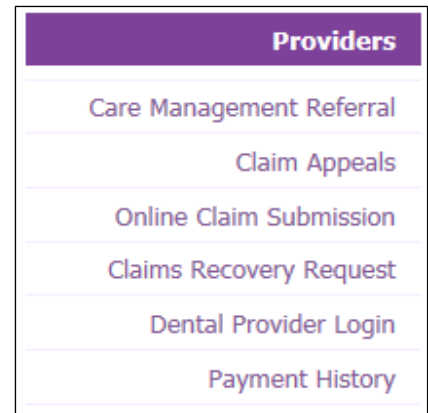 Providers
Care Management Referral
Claim Appeals
Online Claim Submission
Claims Recovery Request
Dental Provider Login
Payment History